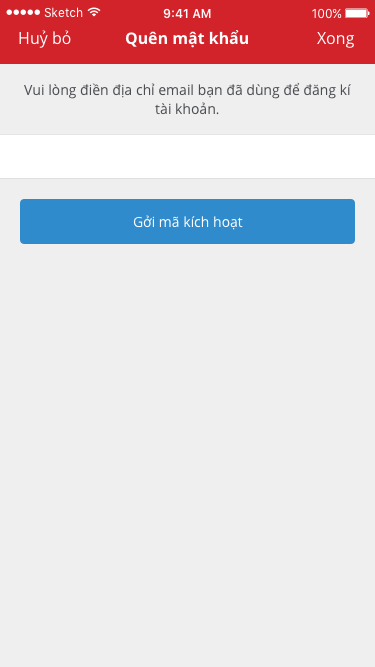 Sketch 9:41 AM 100%
Huỷ bỏ Quên mật khẩu Xong
Vui lòng điền địa chỉ email bạn đã dùng để đăng kí
tài khoản.
Gởi mã kích hoạt